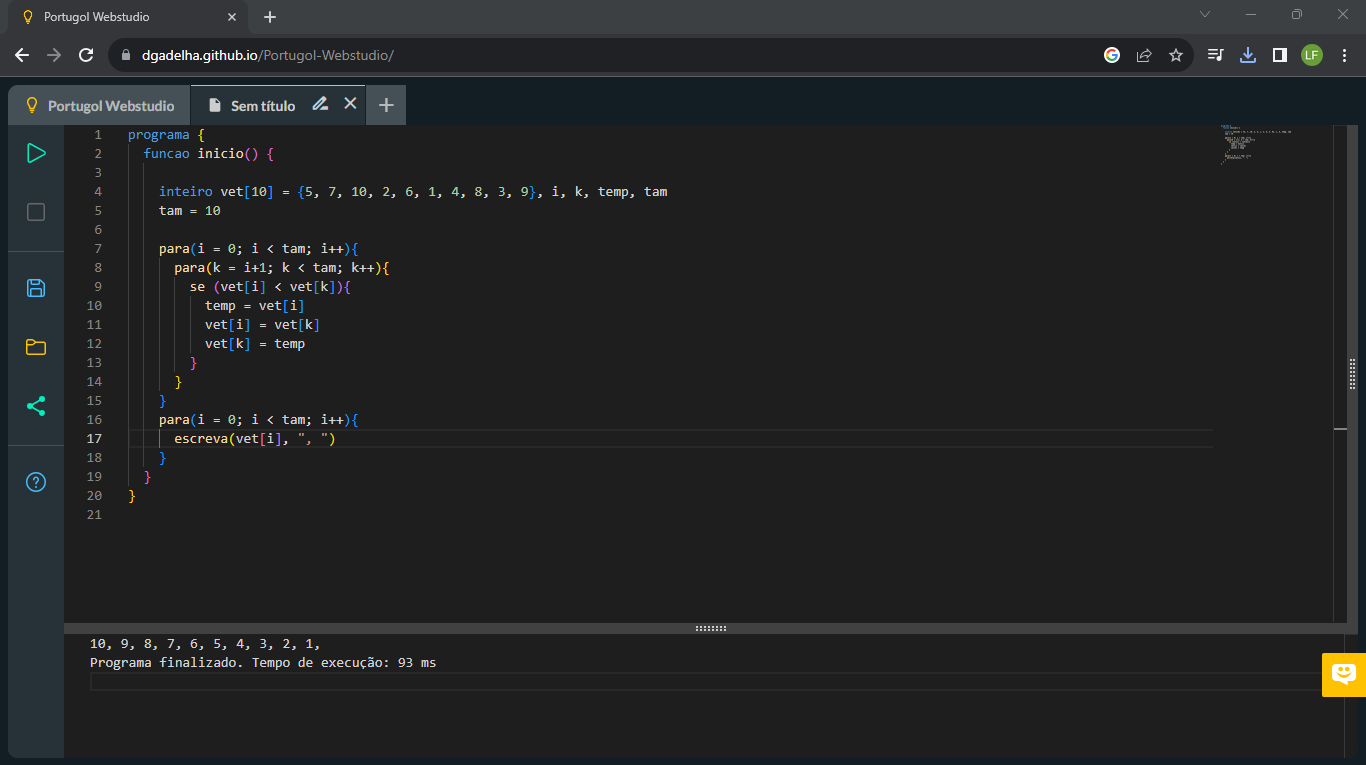 Portugol Webstudio
dgadelha.github.io/Portugol-Webstudio/
LF
Portugol Webstudio
Sem título
1 programa {
2 funcao inicio() {
3
4 inteiro vet[10] = {5, 7, 10, 2, 6, 1, 4, 8, 3, 9}, i, k, temp, tam
5 tam = 10
6
7 para(i = 0; i < tam; i++){
8 para(k = i+1; k < tam; k++){
9 se (vet[i] < vet[k]){
10 temp = vet[i]
11 vet[i] = vet[k]
12 vet[k] = temp
13 }
14 }
15 }
16 para(i = 0; i < tam; i++){
17 escreva(vet[i], ", ")
18 }
19 }
20 }
21
10, 9, 8, 7, 6, 5, 4, 3, 2, 1,
Programa finalizado. Tempo de execução: 93 ms